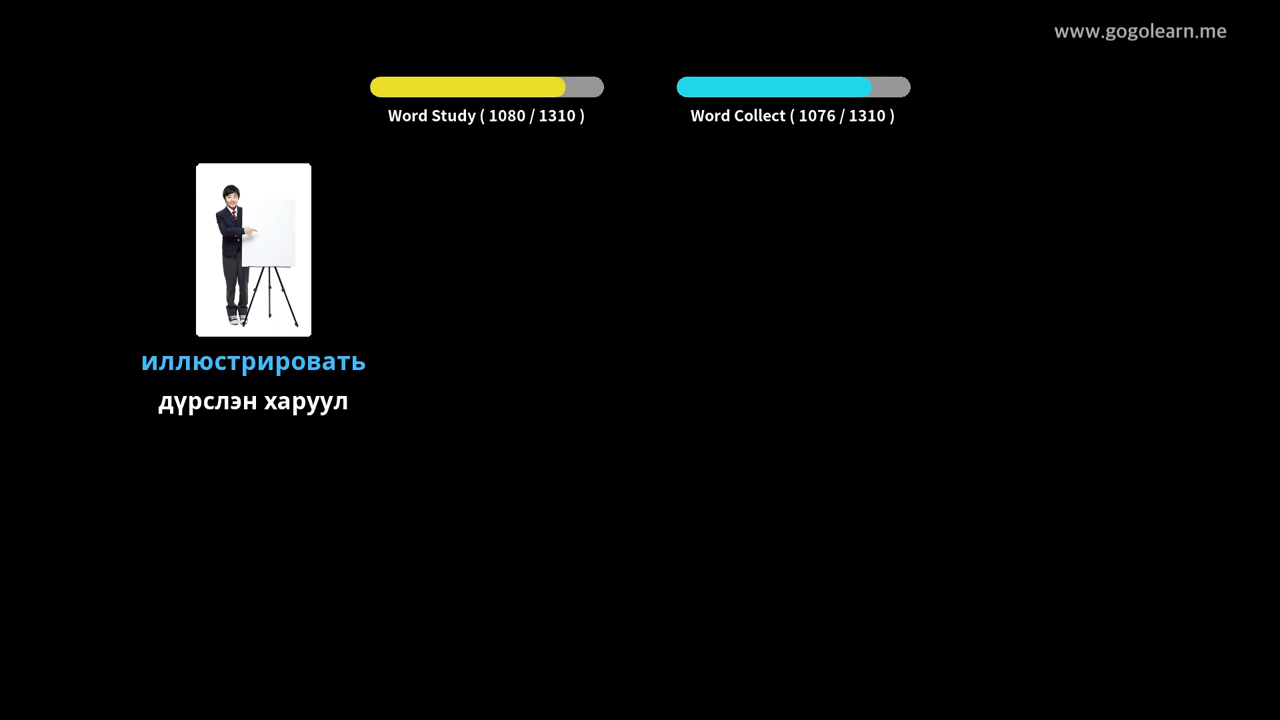 www.gogolearn.me
Word Study ( 1080 / 1310 )
Word Collect ( 1076 / 1310 )
иллюстрировать
дүрслэн харуул